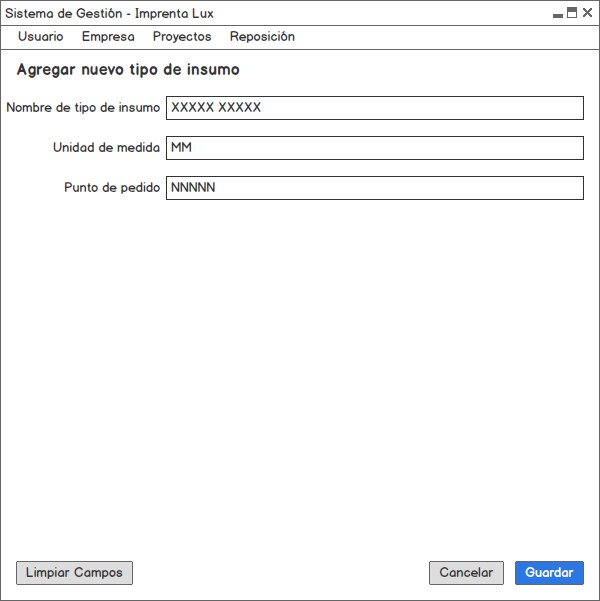 Sistema de Gestión - Imprenta Lux
Usuario Empresa Proyectos Reposición
Agregar nuevo tipo de insumo
Nombre de tipo de insumo XXXXX XXXXX
Unidad de medida MM
Punto de pedido NNNNN
Limpiar Campos Cancelar Guardar